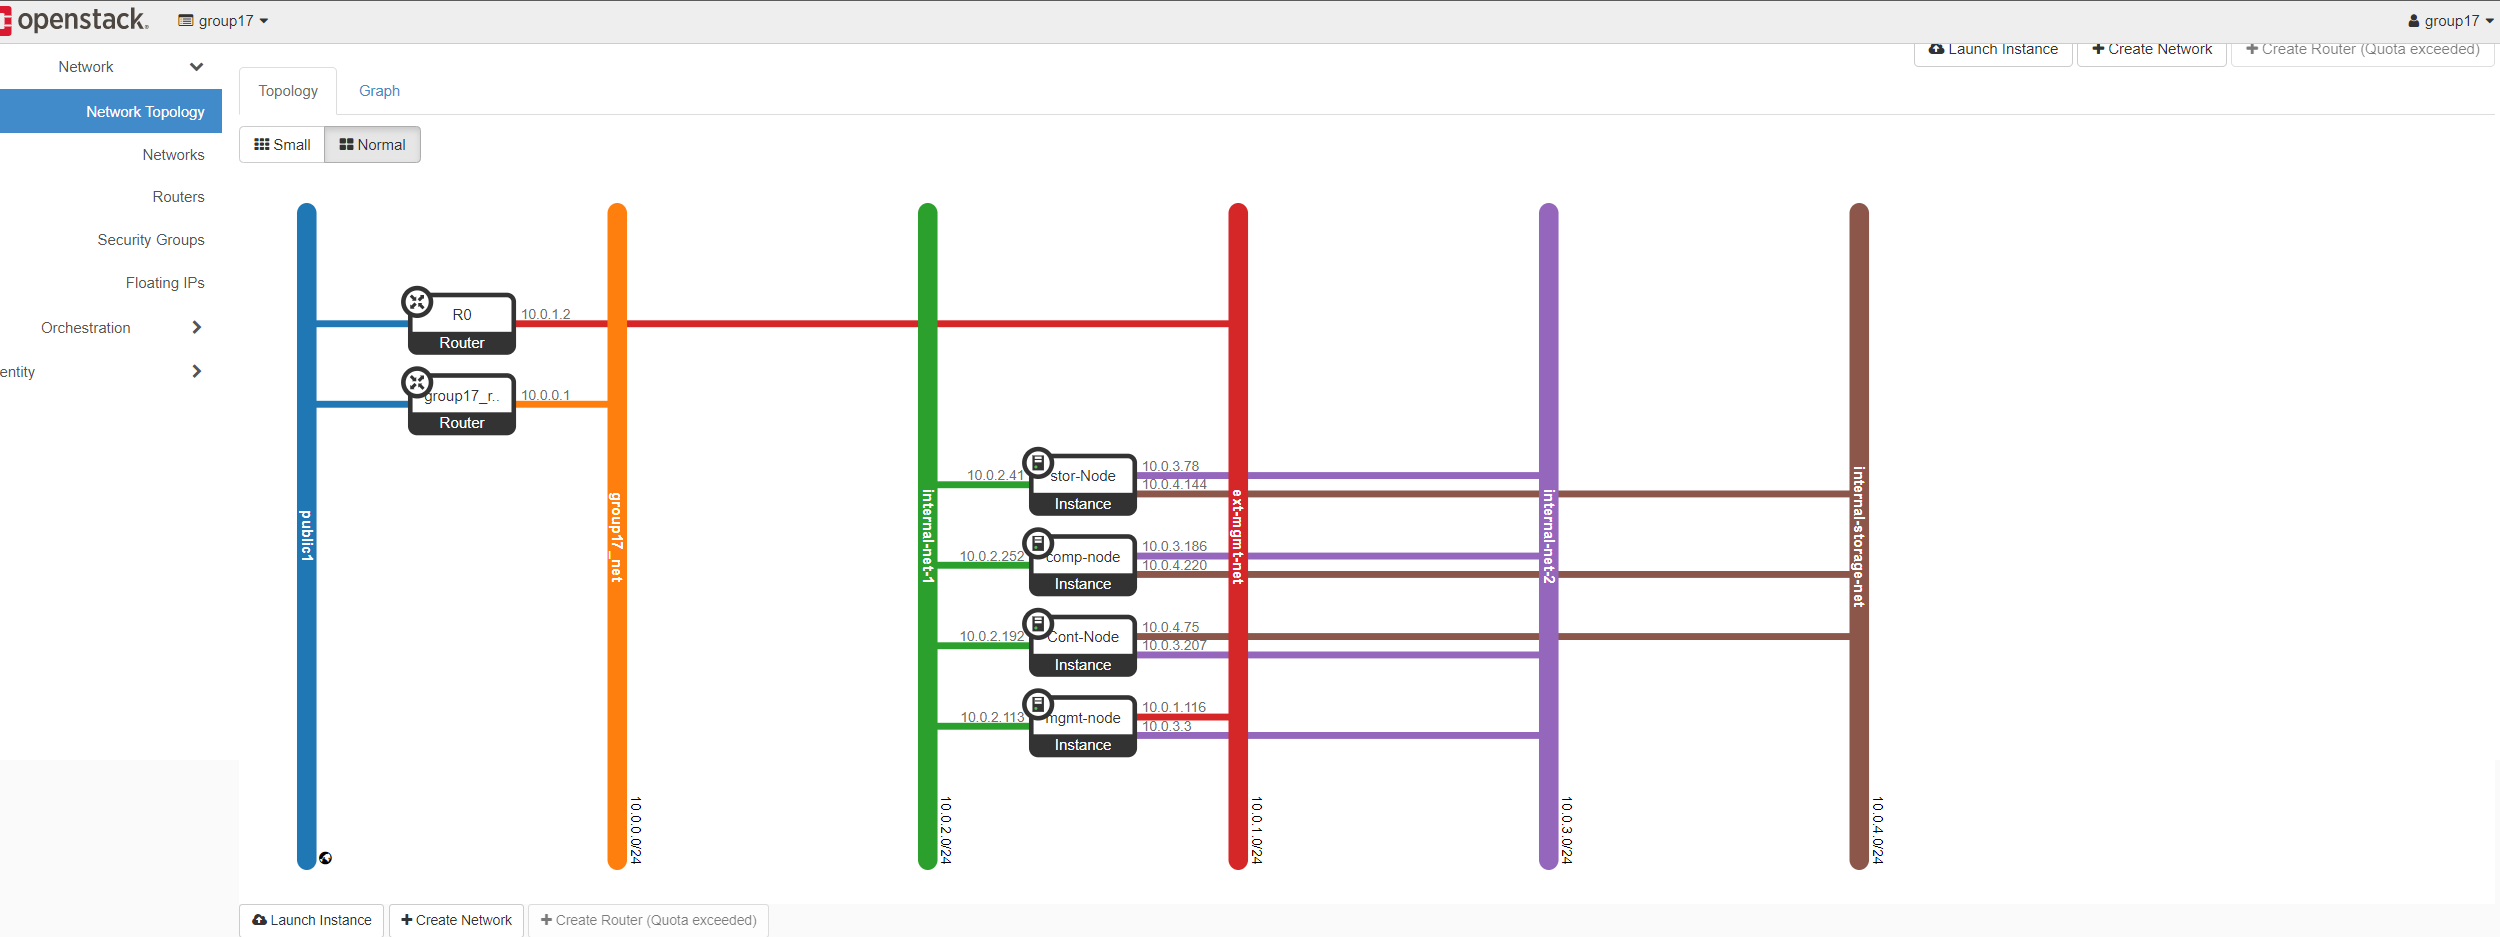 openstack.
group17
group17
Launch Instance
Create Network
Create Router (Quota exceeded)
Network
Network Topology
Networks
Routers
Security Groups
Floating IPs
Orchestration
entity
Topology
Graph
Small
Normal
public1
group17_net
10.0.0.0/24
internal-net-1
10.0.2.0/24
ext-mgmt-net
10.0.1.0/24
internal-net-2
10.0.3.0/24
internal-storage-net
10.0.4.0/24
R0
Router
10.0.1.2
group17_r..
Router
10.0.0.1
10.0.2.41
stor-Node
Instance
10.0.3.78
10.0.4.144
10.0.2.252
comp-node
Instance
10.0.3.186
10.0.4.220
10.0.2.192
Cont-Node
Instance
10.0.4.75
10.0.3.207
10.0.2.113
mgmt-node
Instance
10.0.1.116
10.0.3.3
Launch Instance
Create Network
Create Router (Quota exceeded)